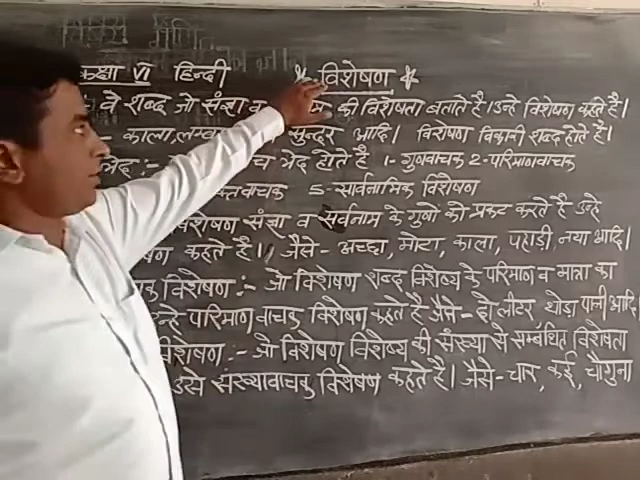 कक्षा VI हिन्दी * विशेषण *
वे शब्द जो संज्ञा व की विशेषता बताते है। उन्हे विशेषण कहते है।
- काला, लम्बा सुन्दर आदि। विशेषण विकारी शब्द होते है।
भेद :- च भेद होते है 1- गुणवाचक 2- परिमाणवाचक
वाचक 5- सार्वनामिक विशेषण
विशेषण संज्ञा व सर्वनाम के गुणों को प्रकट करते है उन्हे
कहते है। जैसे- अच्छा, मोटा, काला, पहाडी, नया आदि।
विशेषण :- जो विशेषण शब्द विशेष्य के परिमाण व मात्रा का
उन्हे परिमाणवाचक विशेषण कहते है जैसे- दो लीटर थोडा पानी आदि।
विशेषण :- जो विशेषण विशेष्य की संख्या से सम्बंधित विशेषता
उसे संख्यावाचक विशेषण कहते है। जैसे- चार, कई, चौगुना